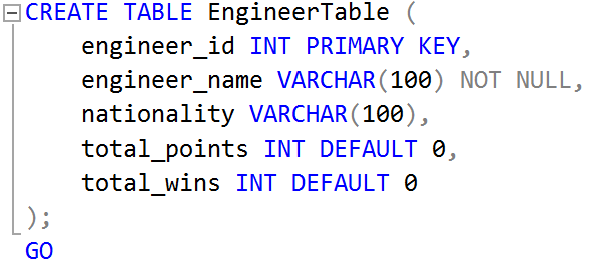 CREATE TABLE EngineerTable (
    engineer_id INT PRIMARY KEY,
    engineer_name VARCHAR(100) NOT NULL,
    nationality VARCHAR(100),
    total_points INT DEFAULT 0,
    total_wins INT DEFAULT 0
);
GO